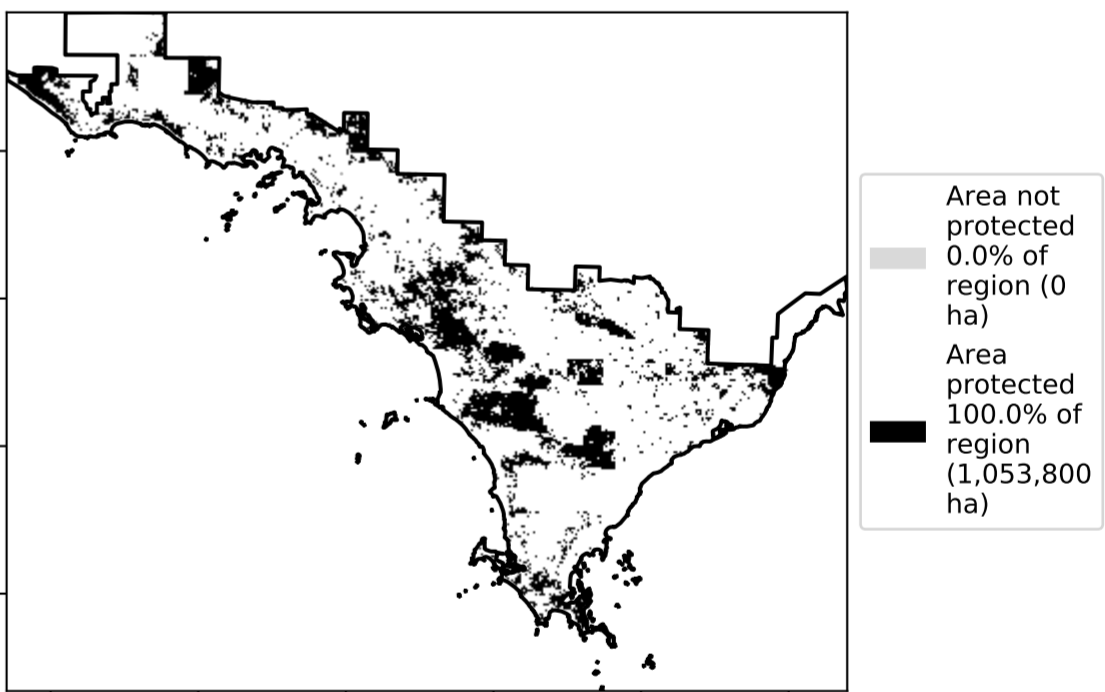 Area not
protected
0.0% of
region (0
ha)
Area
protected
100.0% of
region
(1,053,800
ha)